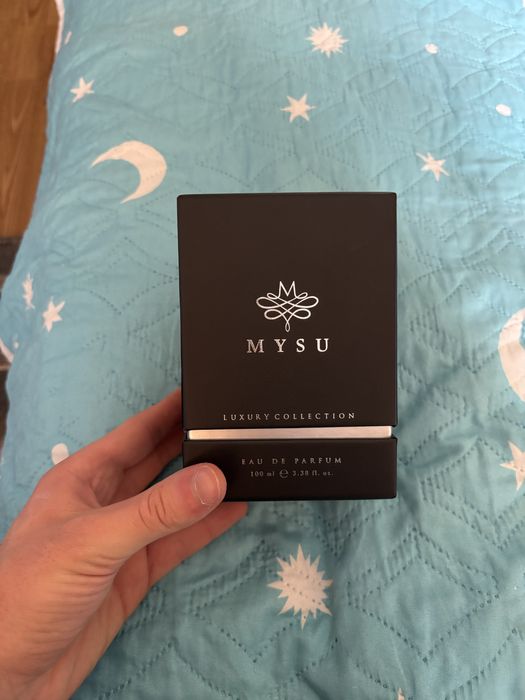 M
MYSU
LUXURY COLLECTION
EAU DE PARFUM
100 ml ℮ 3.38 fl. oz.